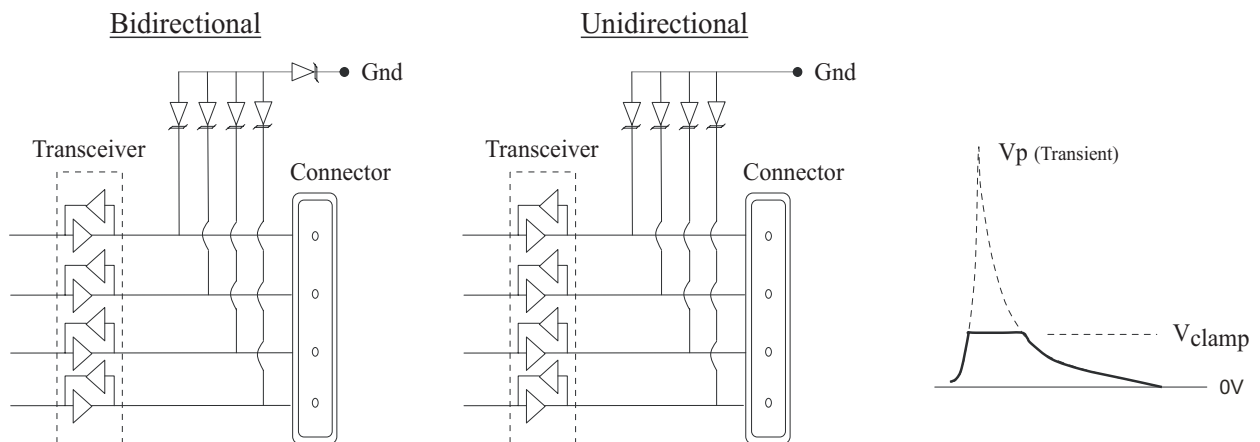 Bidirectional
Gnd
Transceiver
Connector
Unidirectional
Gnd
Transceiver
Connector
Vp (Transient)
Vclamp
0V